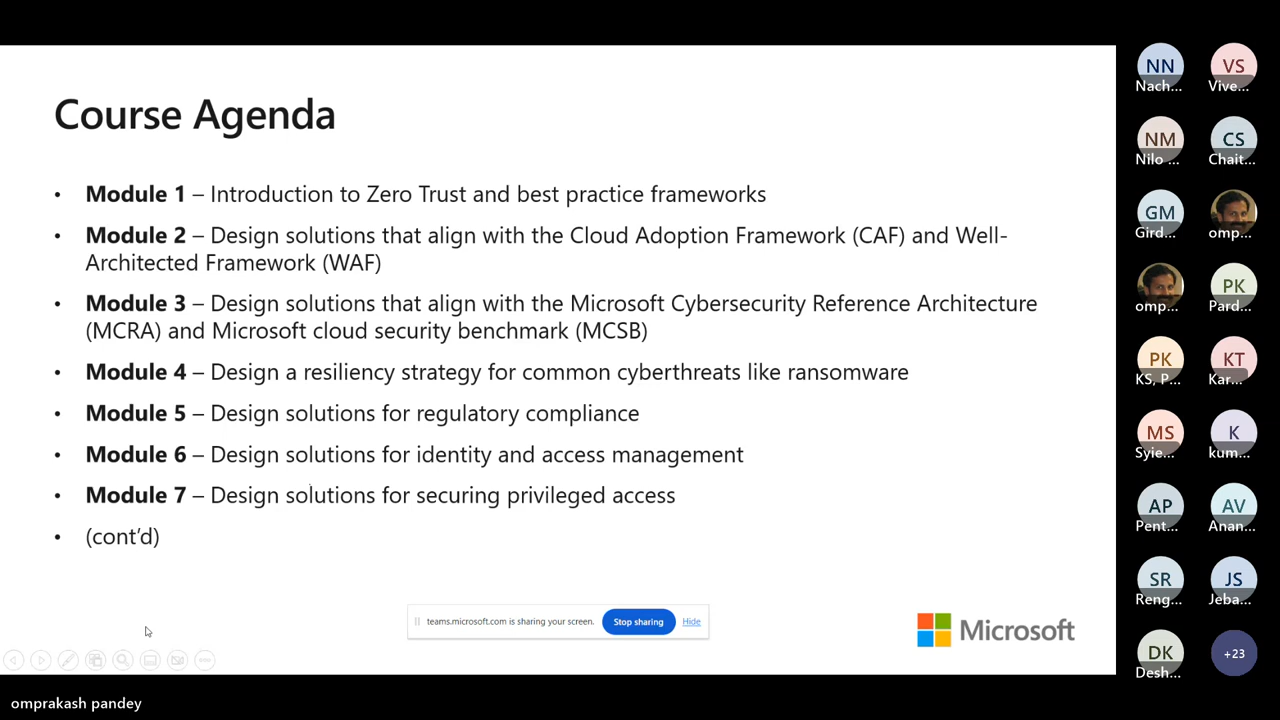 Course Agenda
• Module 1 – Introduction to Zero Trust and best practice frameworks
• Module 2 – Design solutions that align with the Cloud Adoption Framework (CAF) and Well-
Architected Framework (WAF)
• Module 3 – Design solutions that align with the Microsoft Cybersecurity Reference Architecture
(MCRA) and Microsoft cloud security benchmark (MCSB)
• Module 4 – Design a resiliency strategy for common cyberthreats like ransomware
• Module 5 – Design solutions for regulatory compliance
• Module 6 – Design solutions for identity and access management
• Module 7 – Design solutions for securing privileged access
• (cont’d)
teams.microsoft.com is sharing your screen. Stop sharing Hide
Microsoft
omprakash pandey
NN VS
Nach... Vive...
NM CS
Nilo ... Chait...
GM
Gird... omp...
PK
omp... Pard...
PK KT
KS, P... Kar...
MS K
Syie... kum...
AP AV
Pent... Anan...
SR JS
Reng... Jeba...
DK +23
Desh...